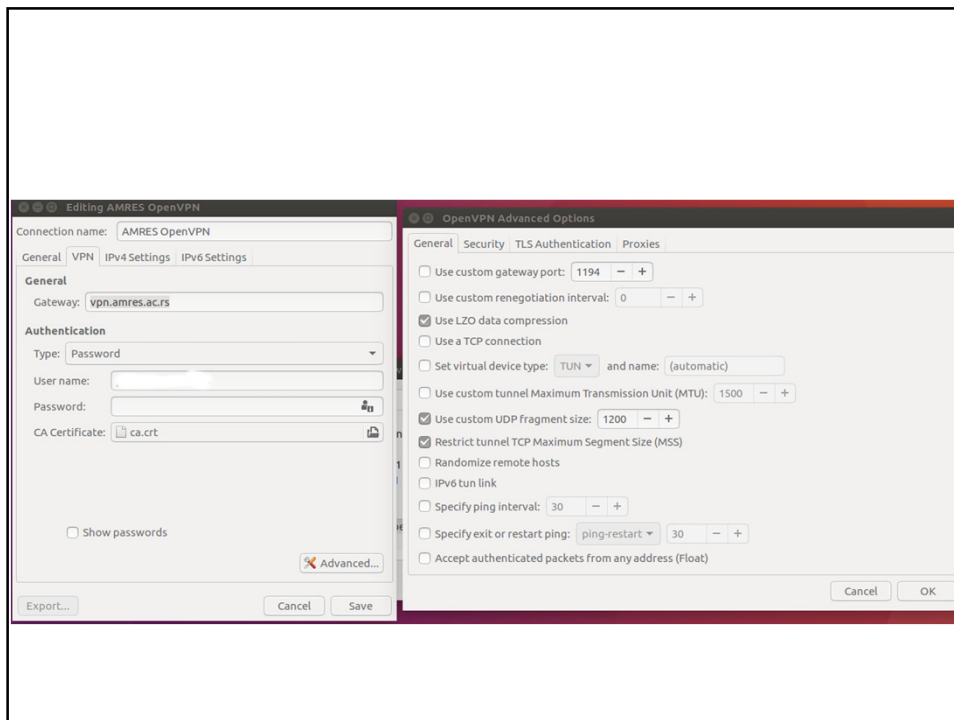 Editing AMRES OpenVPN
Connection name: AMRES OpenVPN
General VPN IPv4 Settings IPv6 Settings
General
Gateway: vpn.amres.ac.rs
Authentication
Type: Password
User name:
Password:
CA Certificate: ca.crt
Show passwords
Advanced...
Export... Cancel Save
OpenVPN Advanced Options
General Security TLS Authentication Proxies
Use custom gateway port: 1194 − +
Use custom renegotiation interval: 0 − +
Use LZO data compression
Use a TCP connection
Set virtual device type: TUN and name: (automatic)
Use custom tunnel Maximum Transmission Unit (MTU): 1500 − +
Use custom UDP fragment size: 1200 − +
Restrict tunnel TCP Maximum Segment Size (MSS)
Randomize remote hosts
IPv6 tun link
Specify ping interval: 30 − +
Specify exit or restart ping: ping-restart 30 − +
Accept authenticated packets from any address (Float)
Cancel OK